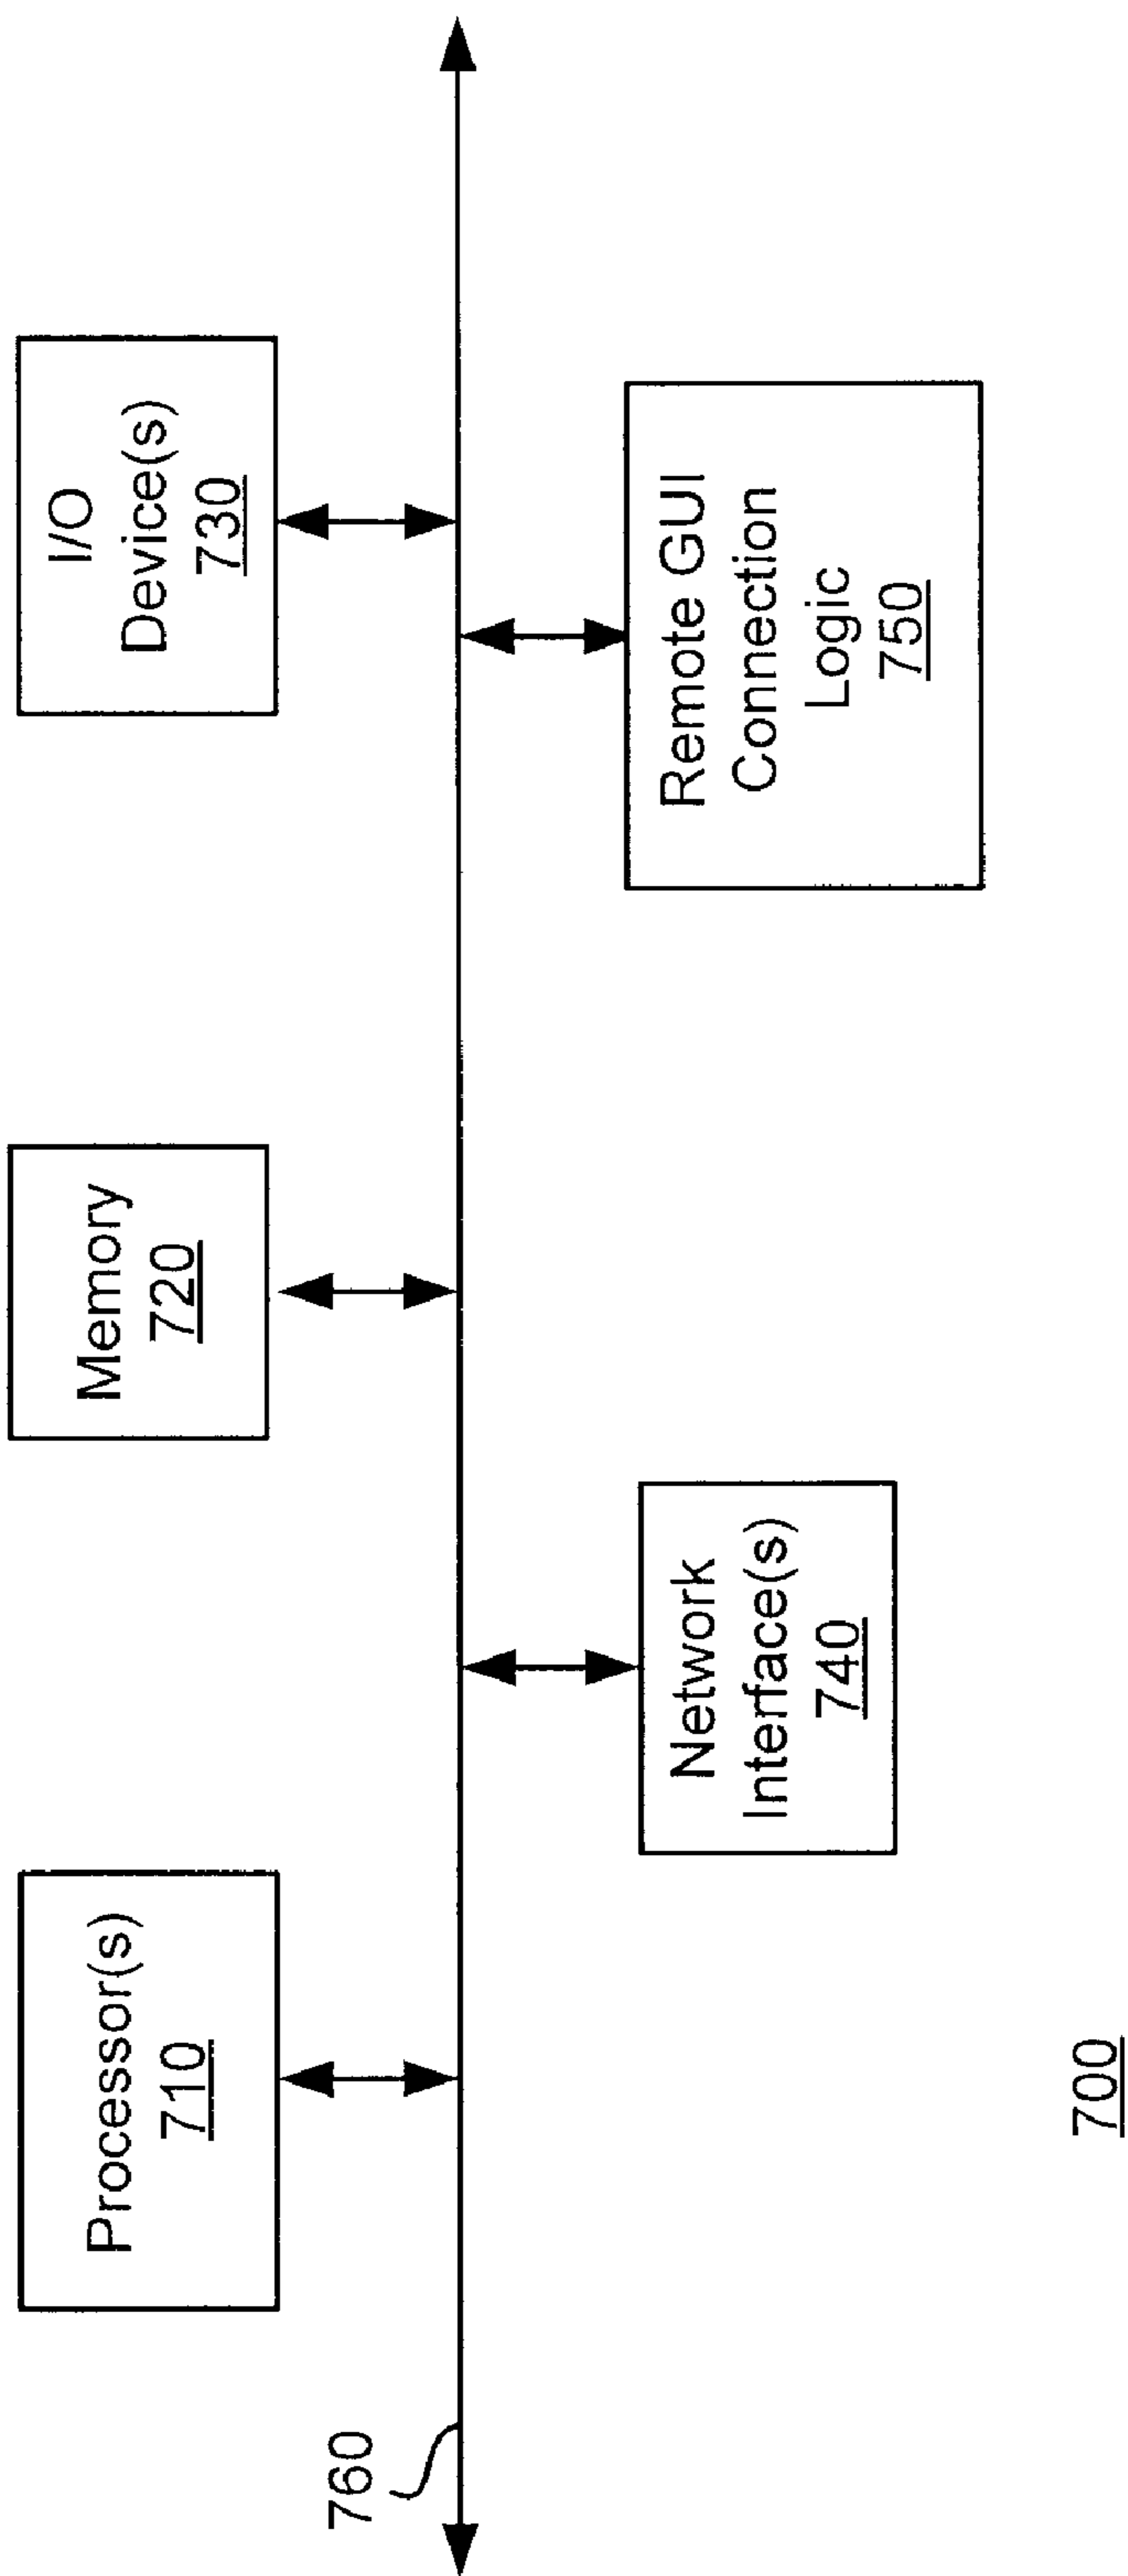 Processor(s)
710
Memory
720
I/O
Device(s)
730
760
Network
Interface(s)
740
Remote GUI
Connection
Logic
750
700